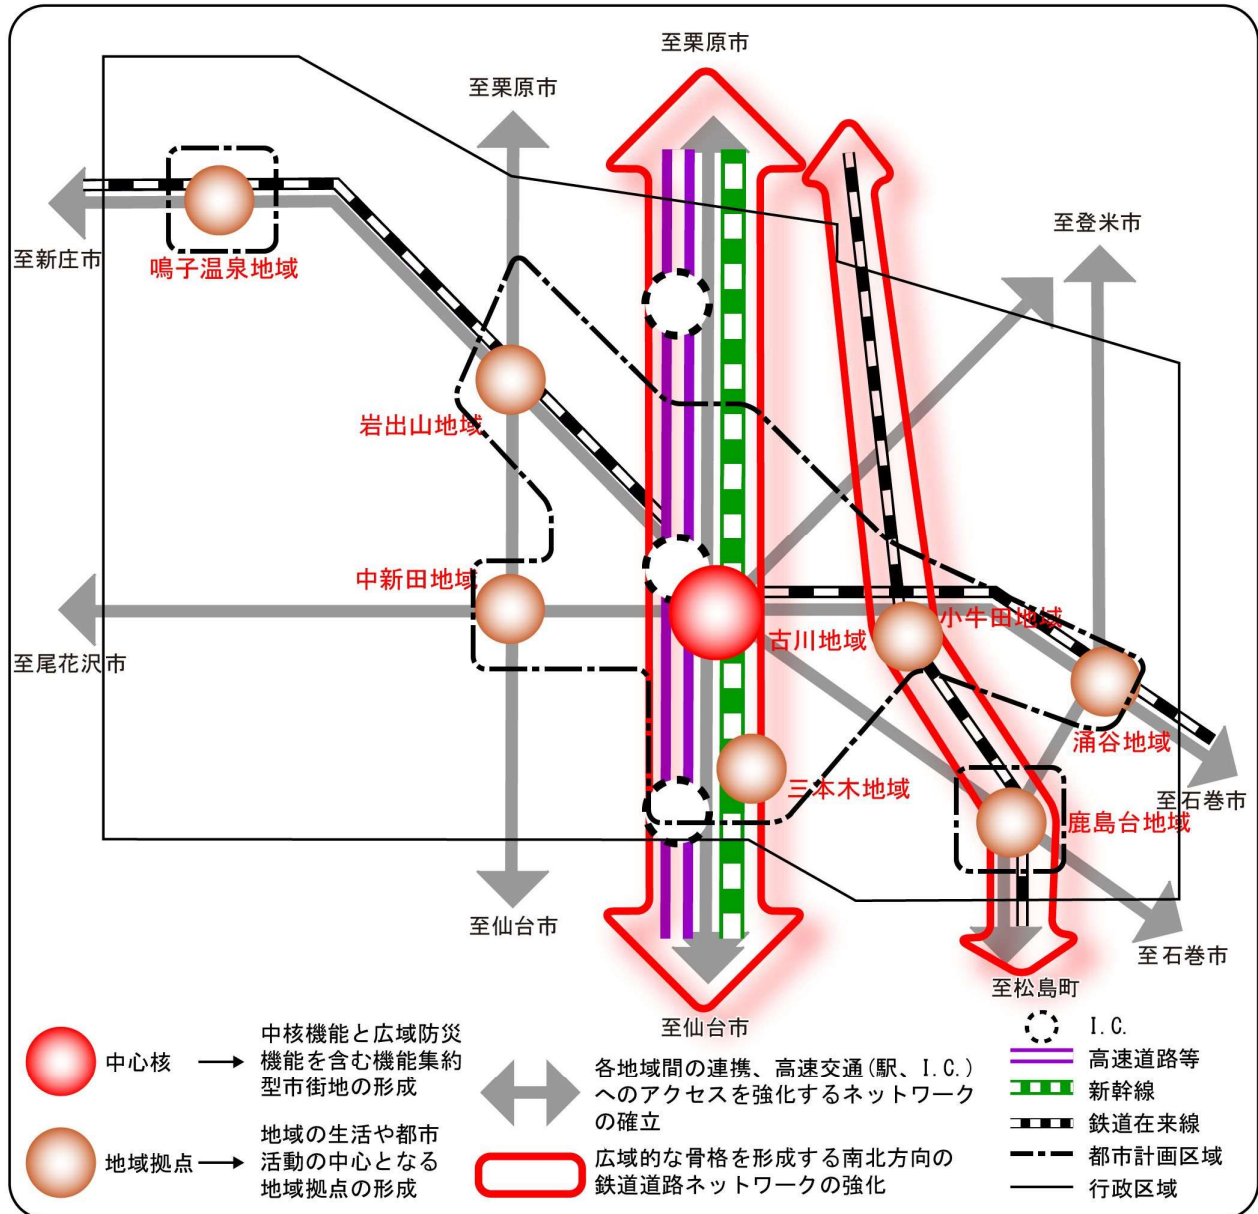 至栗原市
至栗原市
至登米市
至新庄市
鳴子温泉地域
岩出山地域
中新田地域
小牛田地域
古川地域
至尾花沢市
涌谷地域
三本木地域
至石巻市
鹿島台地域
至仙台市
至石巻市
至松島町
至仙台市
中心核
中核機能と広域防災
機能を含む機能集約
型市街地の形成
地域拠点
地域の生活や都市
活動の中心となる
地域拠点の形成
各地域間の連携、高速交通(駅、I.C.)
へのアクセスを強化するネットワーク
の確立
広域的な骨格を形成する南北方向の
鉄道道路ネットワークの強化
I.C.
高速道路等
新幹線
鉄道在来線
都市計画区域
行政区域